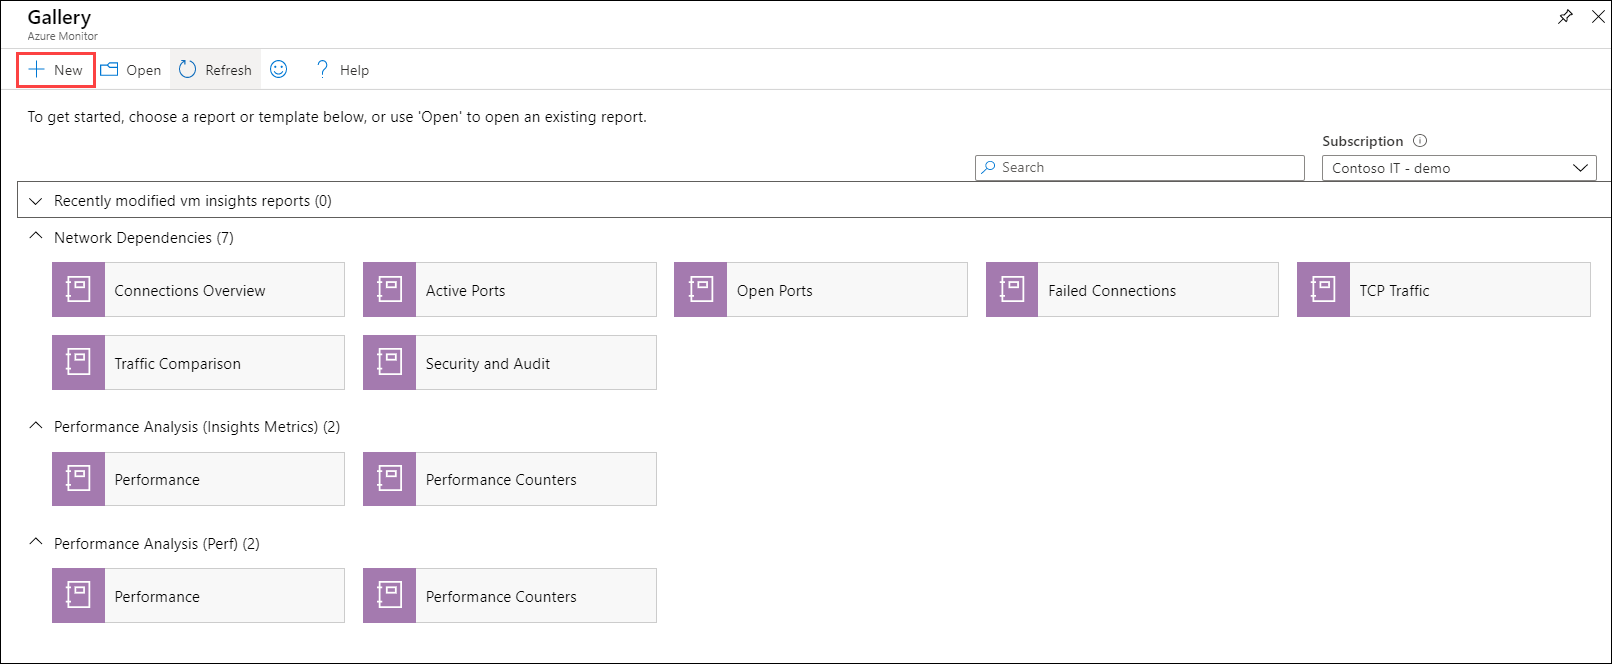 Gallery
Azure Monitor
New Open Refresh Help
To get started, choose a report or template below, or use 'Open' to open an existing report.
Subscription
Search
Contoso IT - demo
Recently modified vm insights reports (0)
Network Dependencies (7)
Connections Overview
Active Ports
Open Ports
Failed Connections
TCP Traffic
Traffic Comparison
Security and Audit
Performance Analysis (Insights Metrics) (2)
Performance
Performance Counters
Performance Analysis (Perf) (2)
Performance
Performance Counters